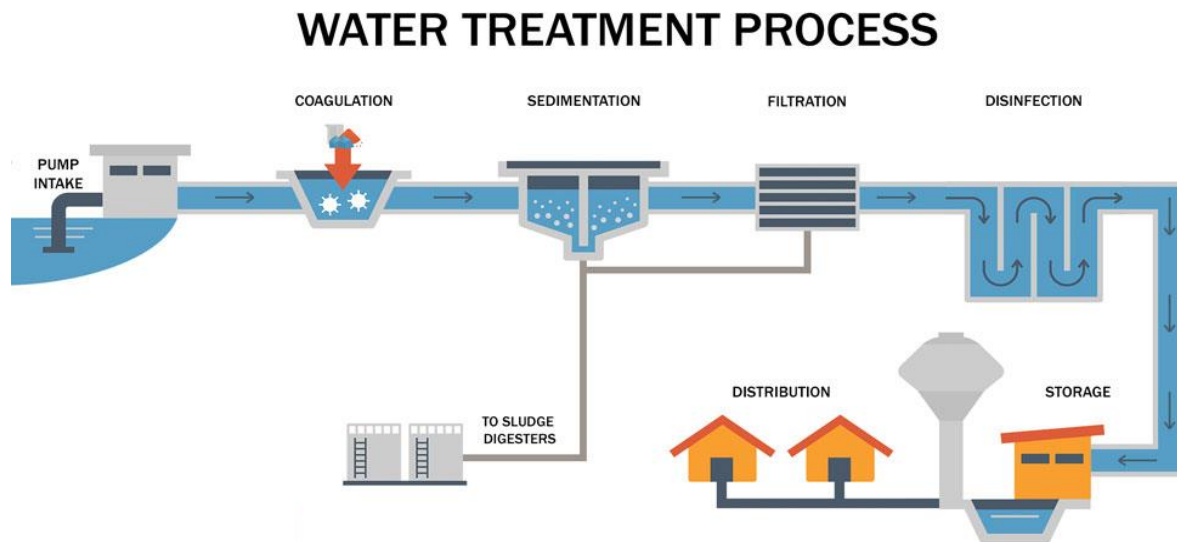 WATER TREATMENT PROCESS
COAGULATION
SEDIMENTATION
FILTRATION
DISINFECTION
PUMP
INTAKE
DISTRIBUTION
STORAGE
TO SLUDGE
DIGESTERS